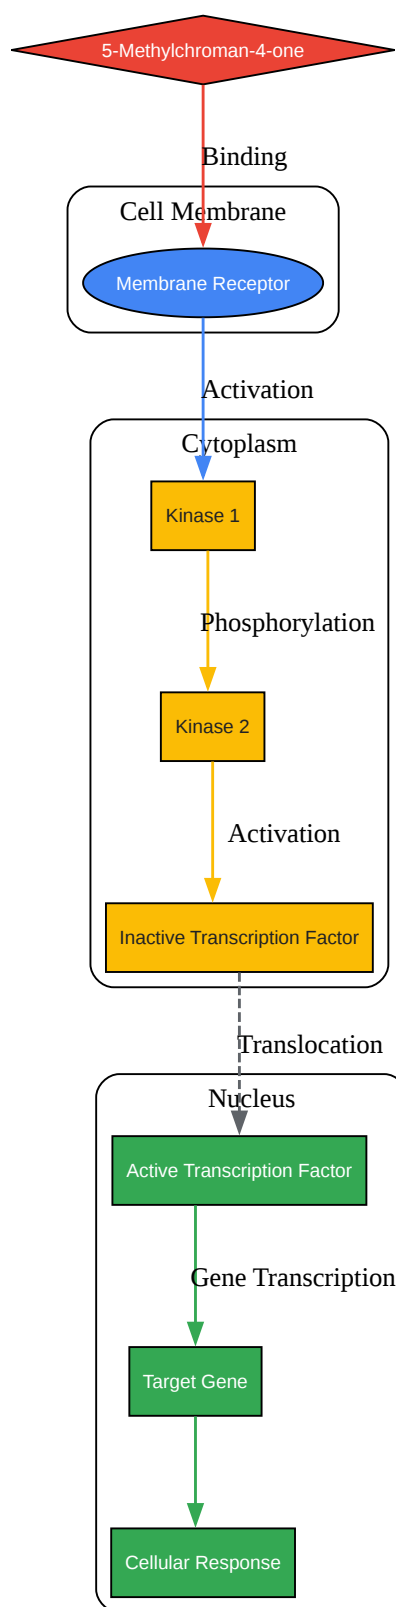 5-Methylchroman-4-one
Binding
Cell Membrane
Membrane Receptor
Activation
Cytoplasm
Kinase 1
Phosphorylation
Kinase 2
Activation
Inactive Transcription Factor
Translocation
Nucleus
Active Transcription Factor
Gene Transcription
Target Gene
Cellular Response